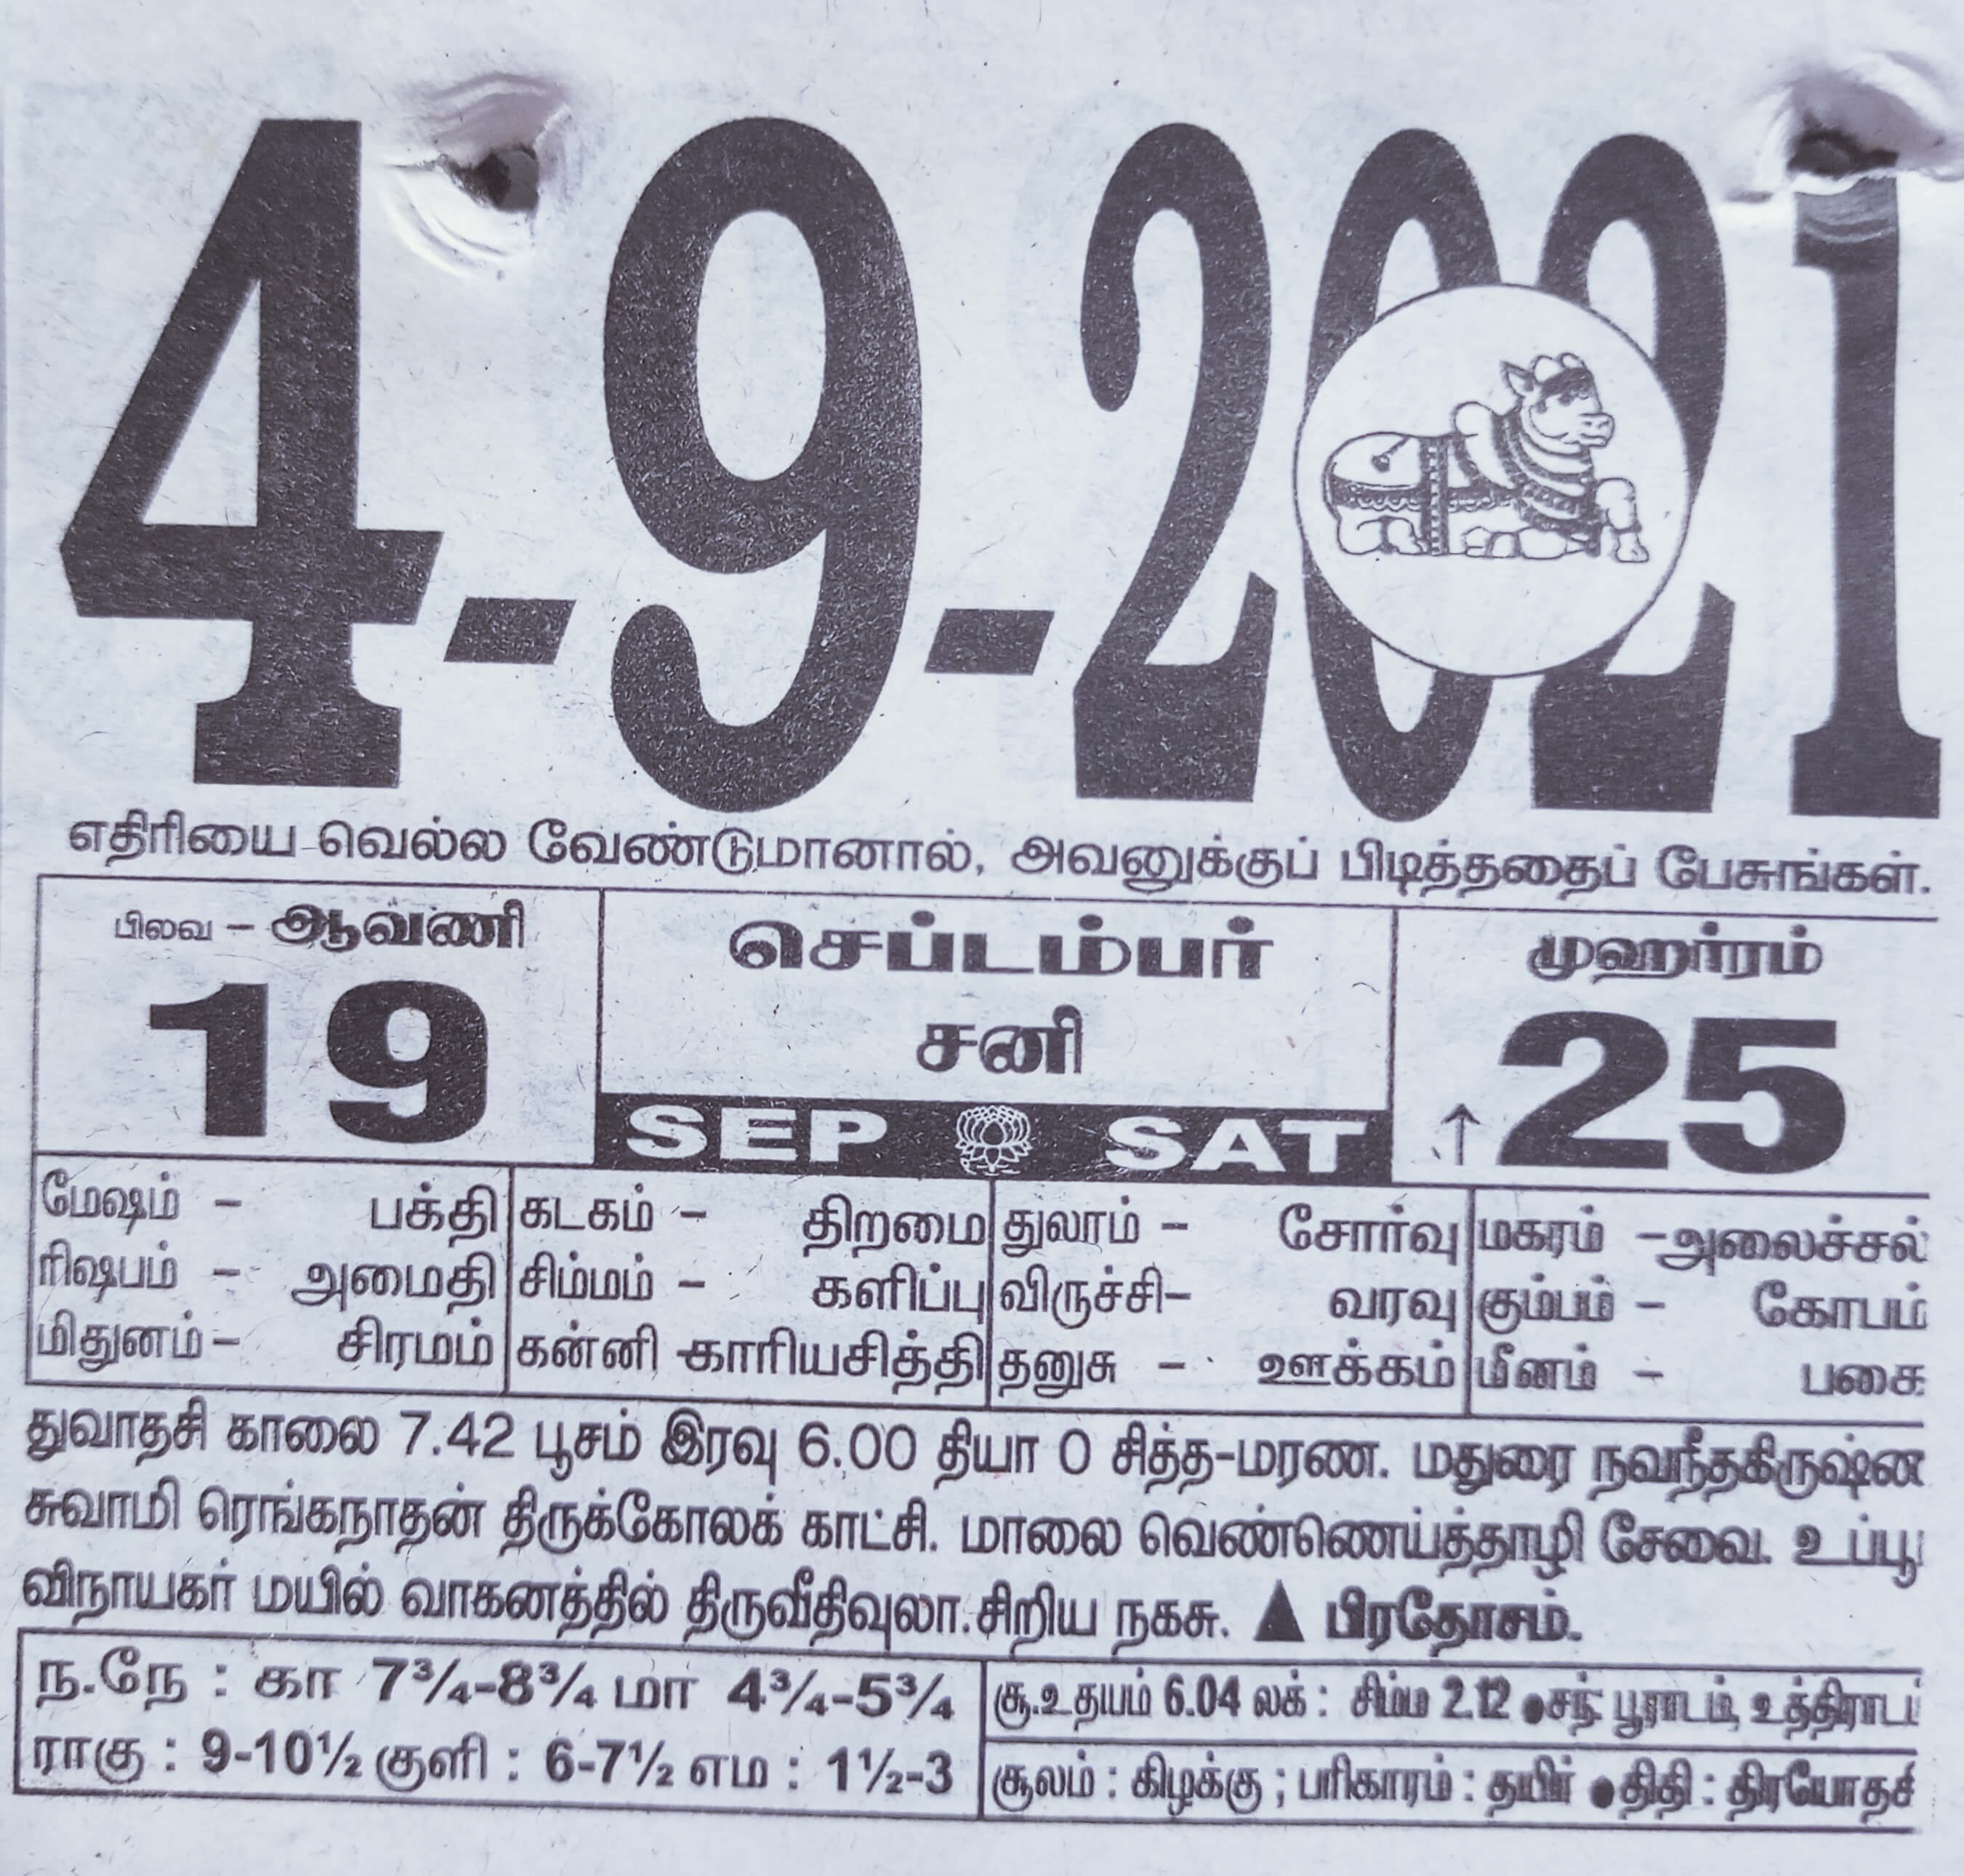 4-9-2021
எதிரியை வெல்ல வேண்டுமானால், அவனுக்குப் பிடித்ததைப் பேசுங்கள்.
பிலவ - ஆவணி
19
செப்டம்பர்
சனி
SEP SAT
முஹர்ரம்
↑25
மேஷம் - பக்தி
ரிஷபம் - அமைதி
மிதுனம் - சிரமம்
கடகம் - திறமை
சிம்மம் - களிப்பு
கன்னி -காரியசித்தி
துலாம் - சோர்வு
விருச்சி- வரவு
தனுசு - ஊக்கம்
மகரம் -அலைச்சல்
கும்பம் - கோபம்
மீனம் - பகை
துவாதசி காலை 7.42 பூசம் இரவு 6.00 தியா 0 சித்த-மரண. மதுரை நவநீதகிருஷ்ண
சுவாமி ரெங்கநாதன் திருக்கோலக் காட்சி. மாலை வெண்ணெய்த்தாழி சேவை. உப்பூர்
விநாயகர் மயில் வாகனத்தில் திருவீதிவுலா.சிறிய நகசு. ▲ பிரதோசம்.
ந.நே : கா 7¾-8¾ மா 4¾-5¾
ராகு : 9-10½ குளி : 6-7½ எம : 1½-3
சூ.உதயம் 6.04 லக் : சிம்ம 2.12 ●சந். பூராடம், உத்திராடம்
சூலம் : கிழக்கு ; பரிகாரம் : தயிர் ●திதி : திரயோதசி